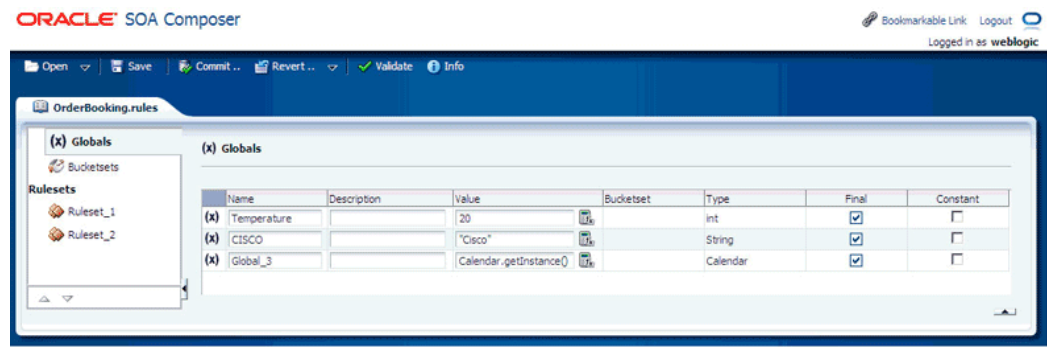 ORACLE SOA Composer
Bookmarkable Link Logout
Logged in as weblogic
Open Save Commit .. Revert .. Validate Info
OrderBooking.rules
(x) Globals
Bucketsets
Rulesets
Ruleset_1
Ruleset_2
(x) Globals
Name Description Value Bucketset Type Final Constant
(x) Temperature 20 int
(x) CISCO "Cisco" String
(x) Global_3 Calendar.getInstance() Calendar